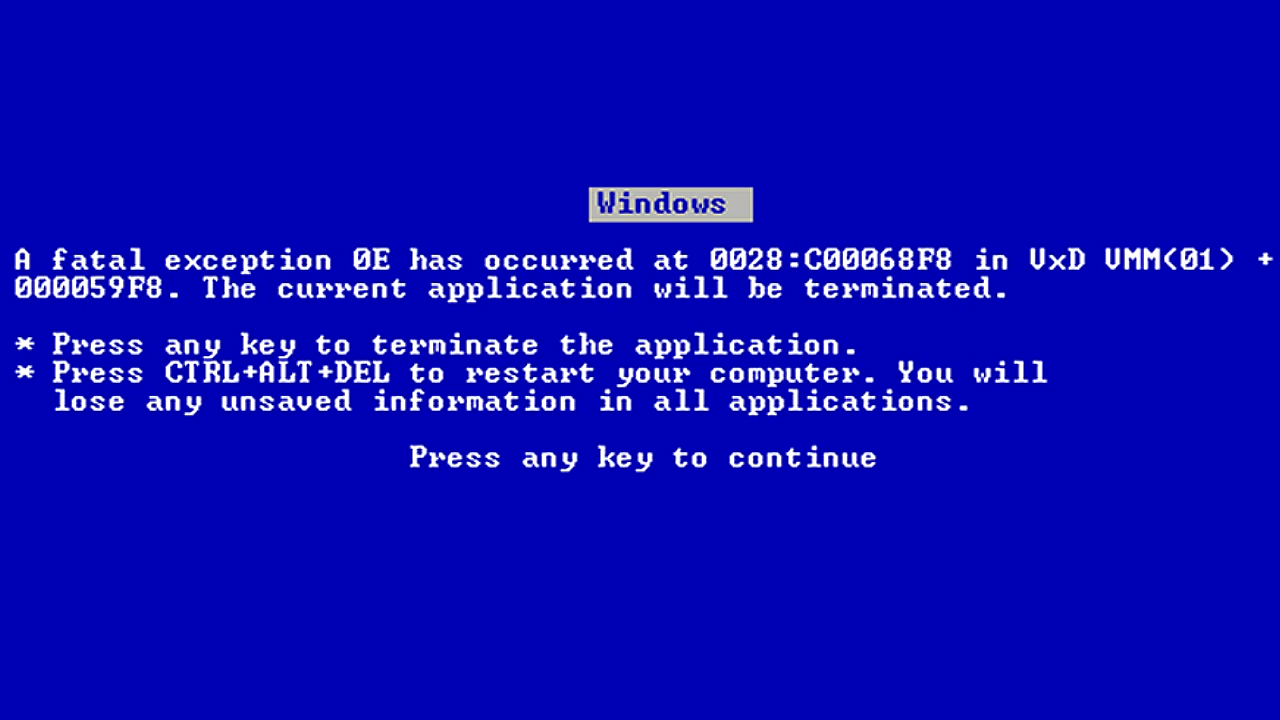 Windows
A fatal exception 0E has occurred at 0028:C00068F8 in VxD VMM(01) +
000059F8. The current application will be terminated.
* Press any key to terminate the application.
* Press CTRL+ALT+DEL to restart your computer. You will
lose any unsaved information in all applications.
Press any key to continue